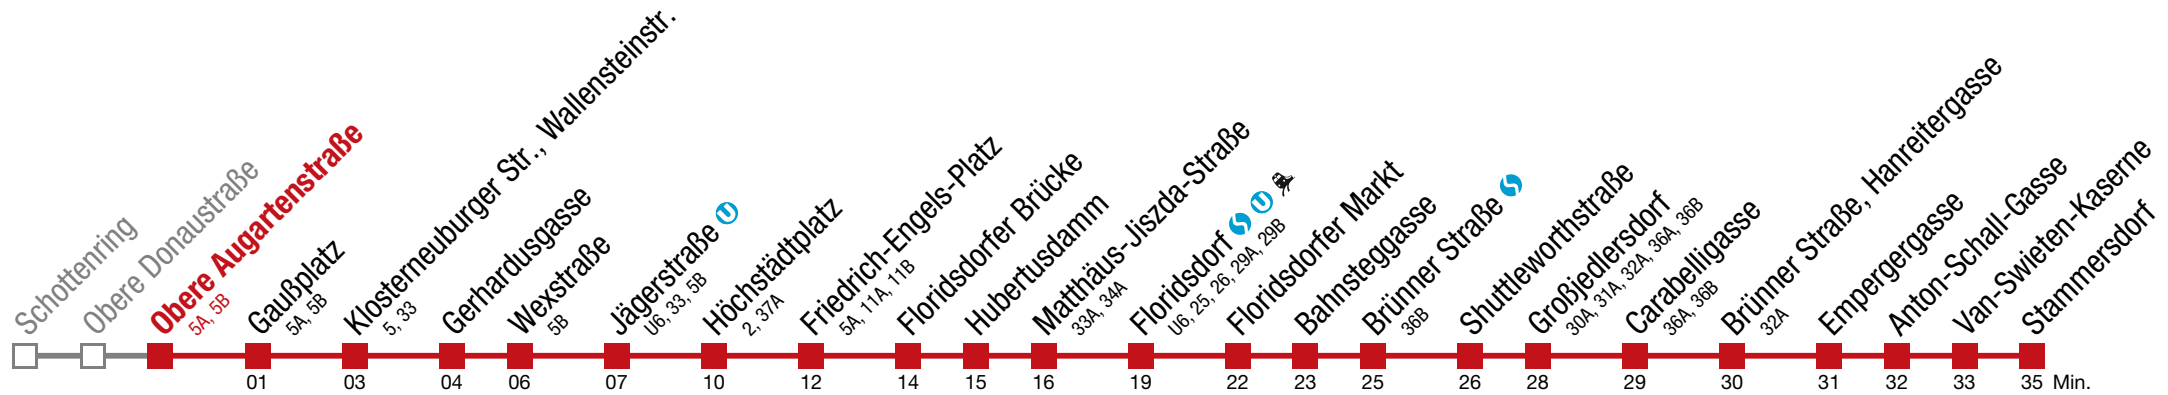 Schottenring
Obere Donaustraße
Obere Augartenstraße
5A, 5B
Gaußplatz
5A, 5B
01
Klosterneuburger Str., Wallensteinstr.
5, 33
03
Gerhardusgasse
04
Wexstraße
5B
06
Jägerstraße
U6, 33, 5B
07
Höchstädtplatz
2, 37A
10
Friedrich-Engels-Platz
5A, 11A, 11B
12
Floridsdorfer Brücke
14
Hubertusdamm
15
Matthäus-Jiszda-Straße
33A, 34A
16
Floridsdorf
U6, 25, 26, 29A, 29B
19
Floridsdorfer Markt
22
Bahnsteggasse
23
Brünner Straße
36B
25
Shuttleworthstraße
26
Großjedlersdorf
30A, 31A, 32A, 36A, 36B
28
Carabelligasse
36A, 36B
29
Brünner Straße, Hanreitergasse
32A
30
Empergergasse
31
Anton-Schall-Gasse
32
Van-Swieten-Kaserne
33
Stammersdorf
35 Min.